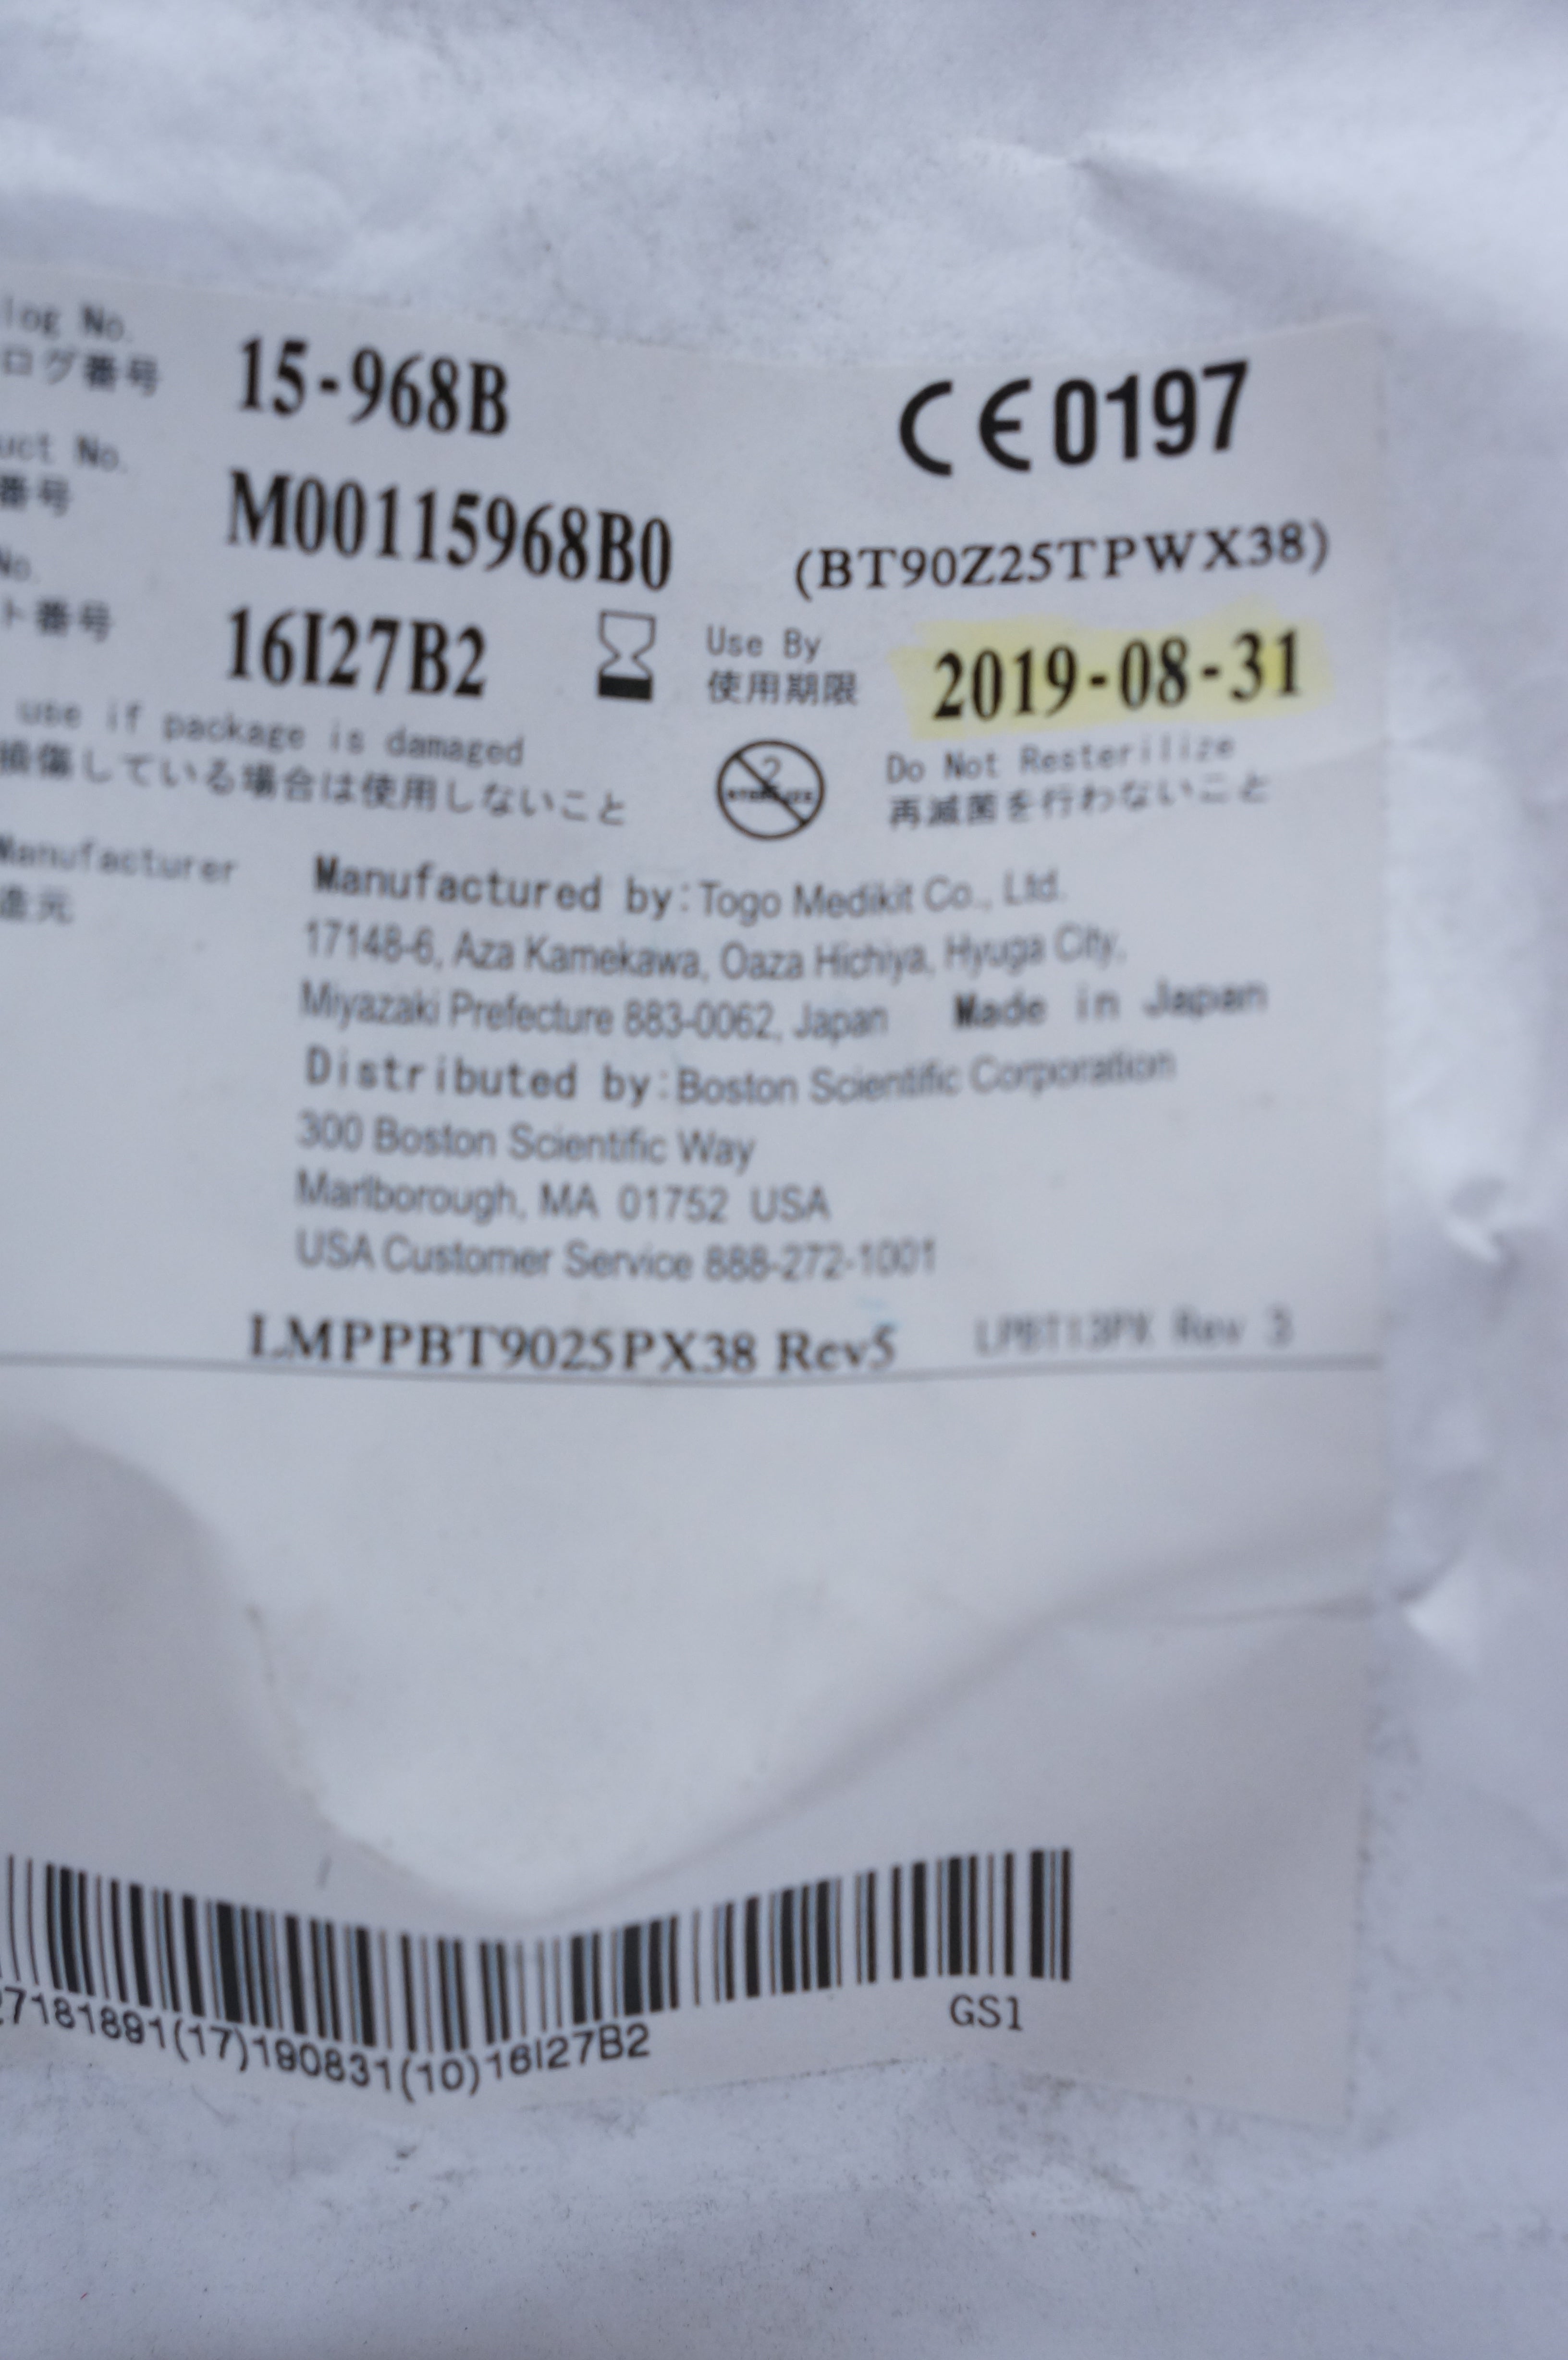 log No.
ログ番号
15-968B
CE 0197
uct No.
番号
M00115968B0
(BT90Z25TPWX38)
No.
ト番号
16I27B2
Use By
使用期限
2019-08-31
use if package is damaged
損傷している場合は使用しないこと
2
Do Not Resterilize
再滅菌を行わないこと
Manufacturer
造元
Manufactured by:Togo Medikit Co., Ltd.
17148-6, Aza Kamekawa, Oaza Hichiya, Hyuga City,
Miyazaki Prefecture 883-0062, Japan Made in Japan
Distributed by:Boston Scientific Corporation
300 Boston Scientific Way
Marlborough, MA 01752 USA
USA Customer Service 888-272-1001
LMPPBT9025PX38 Rev5
LPBT13PX Rev 3
27181891(17)190831(10)16I27B2
GS1